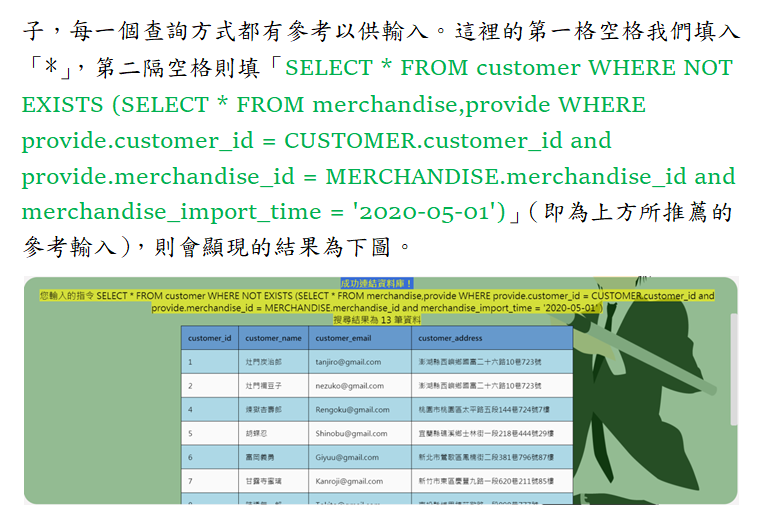 子，每一個查詢方式都有參考以供輸入。這裡的第一格空格我們填入
「*」，第二隔空格則填「SELECT * FROM customer WHERE NOT
EXISTS (SELECT * FROM merchandise,provide WHERE
provide.customer_id = CUSTOMER.customer_id and
provide.merchandise_id = MERCHANDISE.merchandise_id and
merchandise_import_time = '2020-05-01')」（即為上方所推薦的
參考輸入），則會顯現的結果為下圖。
成功連結資料庫！
您輸入的指令 SELECT * FROM customer WHERE NOT EXISTS (SELECT * FROM merchandise,provide WHERE provide.customer_id = CUSTOMER.customer_id and
provide.merchandise_id = MERCHANDISE.merchandise_id and merchandise_import_time = '2020-05-01')
搜尋結果為 13 筆資料
customer_id customer_name customer_email customer_address
1 灶門炭治郎 tanjiro@gmail.com 澎湖縣西嶼鄉國富二十六路10巷723號
2 灶門禰豆子 nezuko@gmail.com 澎湖縣西嶼鄉國富二十六路10巷723號
4 煉獄杏壽郎 Rengoku@gmail.com 桃園市桃園區太平路五段144巷724號7樓
5 胡蝶忍 Shinobu@gmail.com 宜蘭縣礁溪鄉士林街一段218巷444號29樓
6 富岡義勇 Giyuu@gmail.com 新北市鶯歌區鳳機街二段381巷796號87樓
7 甘露寺蜜璃 Kanroji@gmail.com 新竹市東區慶豐九路一段620巷211號85樓